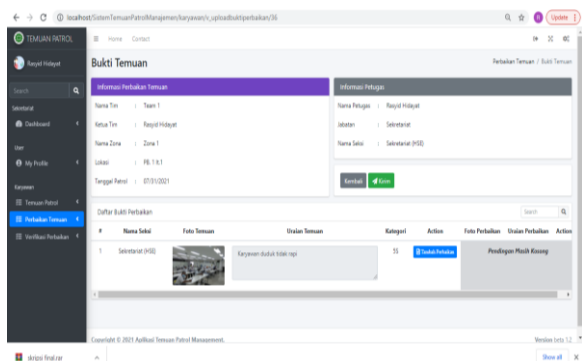 localhost/SistemTemuanPatrolManajemen/karyawan/v_uploadbuktiperbaikan/36
Update
TEMUAN PATROL
Home Contact
Rasyid Hidayat
Bukti Temuan
Perbaikan Temuan / Bukti Temuan
Search
Sekretariat
Dashboard
User
My Profile
Karyawan
Temuan Patrol
Perbaikan Temuan
Verifikasi Perbaikan
Informasi Perbaikan Temuan
Nama Tim : Team 1
Ketua Tim : Rasyid Hidayat
Nama Zona : Zona 1
Lokasi : PB. 1 lt.1
Tanggal Patrol : 07/31/2021
Informasi Petugas
Nama Petugas : Rasyid Hidayat
Jabatan : Sekretariat
Nama Seksi : Sekretariat (HSE)
Kembali Kirim
Daftar Bukti Perbaikan
Search
# Nama Seksi Foto Temuan Uraian Temuan Kategori Action Foto Perbaikan Uraian Perbaikan Action
1 Sekretariat (HSE) Karyawan duduk tidak rapi 5S Tambah Perbaikan Pendingan Masih Kosong
Copyright © 2021 Aplikasi Temuan Patrol Management.
Version beta 1.2
skripsi final.rar
Show all